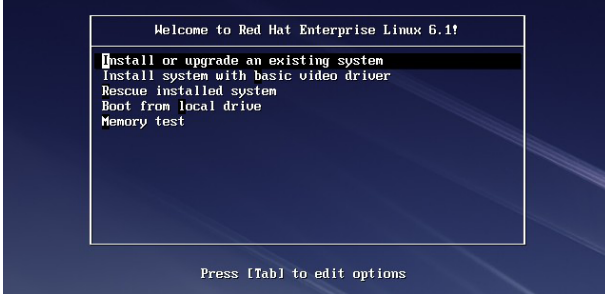 Welcome to Red Hat Enterprise Linux 6.1!
Install or upgrade an existing system
Install system with basic video driver
Rescue installed system
Boot from local drive
Memory test
Press [Tab] to edit options